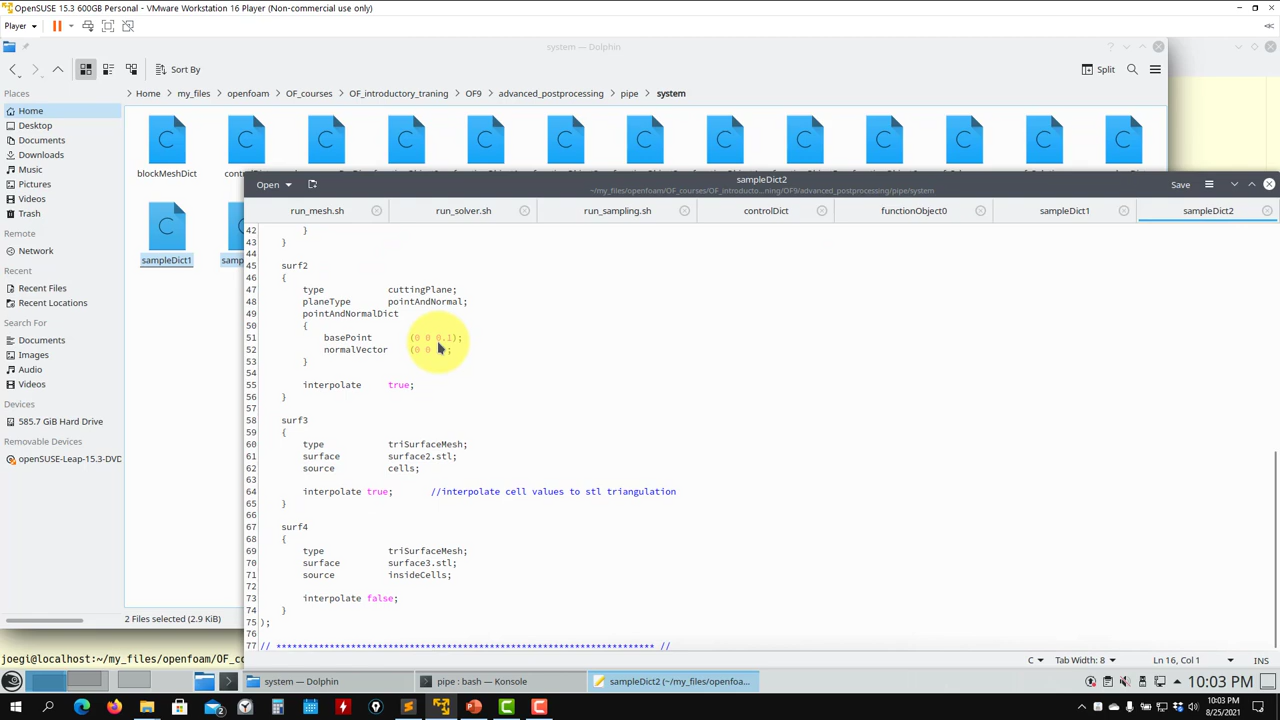 OpenSUSE 15.3 600GB Personal - VMware Workstation 16 Player (Non-commercial use only)
Player
system — Dolphin
Sort By
Split
Places
Home
Desktop
Documents
Downloads
Music
Pictures
Videos
Trash
Remote
Network
Recent
Recent Files
Recent Locations
Search For
Documents
Images
Audio
Videos
Devices
585.7 GiB Hard Drive
Removable Devices
openSUSE-Leap-15.3-DVD
Home my_files openfoam OF_courses OF_introductory_traning OF9 advanced_postprocessing pipe system
blockMeshDict
sampleDict1
2 Files selected (2.9 KiB)
Open
sampleDict2
~/my_files/openfoam/OF_courses/OF_introducto...ning/OF9/advanced_postprocessing/pipe/system
Save
run_mesh.sh run_solver.sh run_sampling.sh controlDict functionObject0 sampleDict1 sampleDict2
42 }
43 }
44
45 surf2
46 {
47 type cuttingPlane;
48 planeType pointAndNormal;
49 pointAndNormalDict
50 {
51 basePoint (0 0 0.1);
52 normalVector (0 0
53 }
54
55 interpolate true;
56 }
57
58 surf3
59 {
60 type triSurfaceMesh;
61 surface surface2.stl;
62 source cells;
63
64 interpolate true; //interpolate cell values to stl triangulation
65 }
66
67 surf4
68 {
69 type triSurfaceMesh;
70 surface surface3.stl;
71 source insideCells;
72
73 interpolate false;
74 }
75 );
76
77 // ************************************************************************* //
C Tab Width: 8 Ln 16, Col 1 INS
joegi@localhost:~/my_files/openfoam/OF_co
system — Dolphin
pipe : bash — Konsole
sampleDict2 (~/my_files/openfoa...
10:03 PM
10:03 PM
8/25/2021